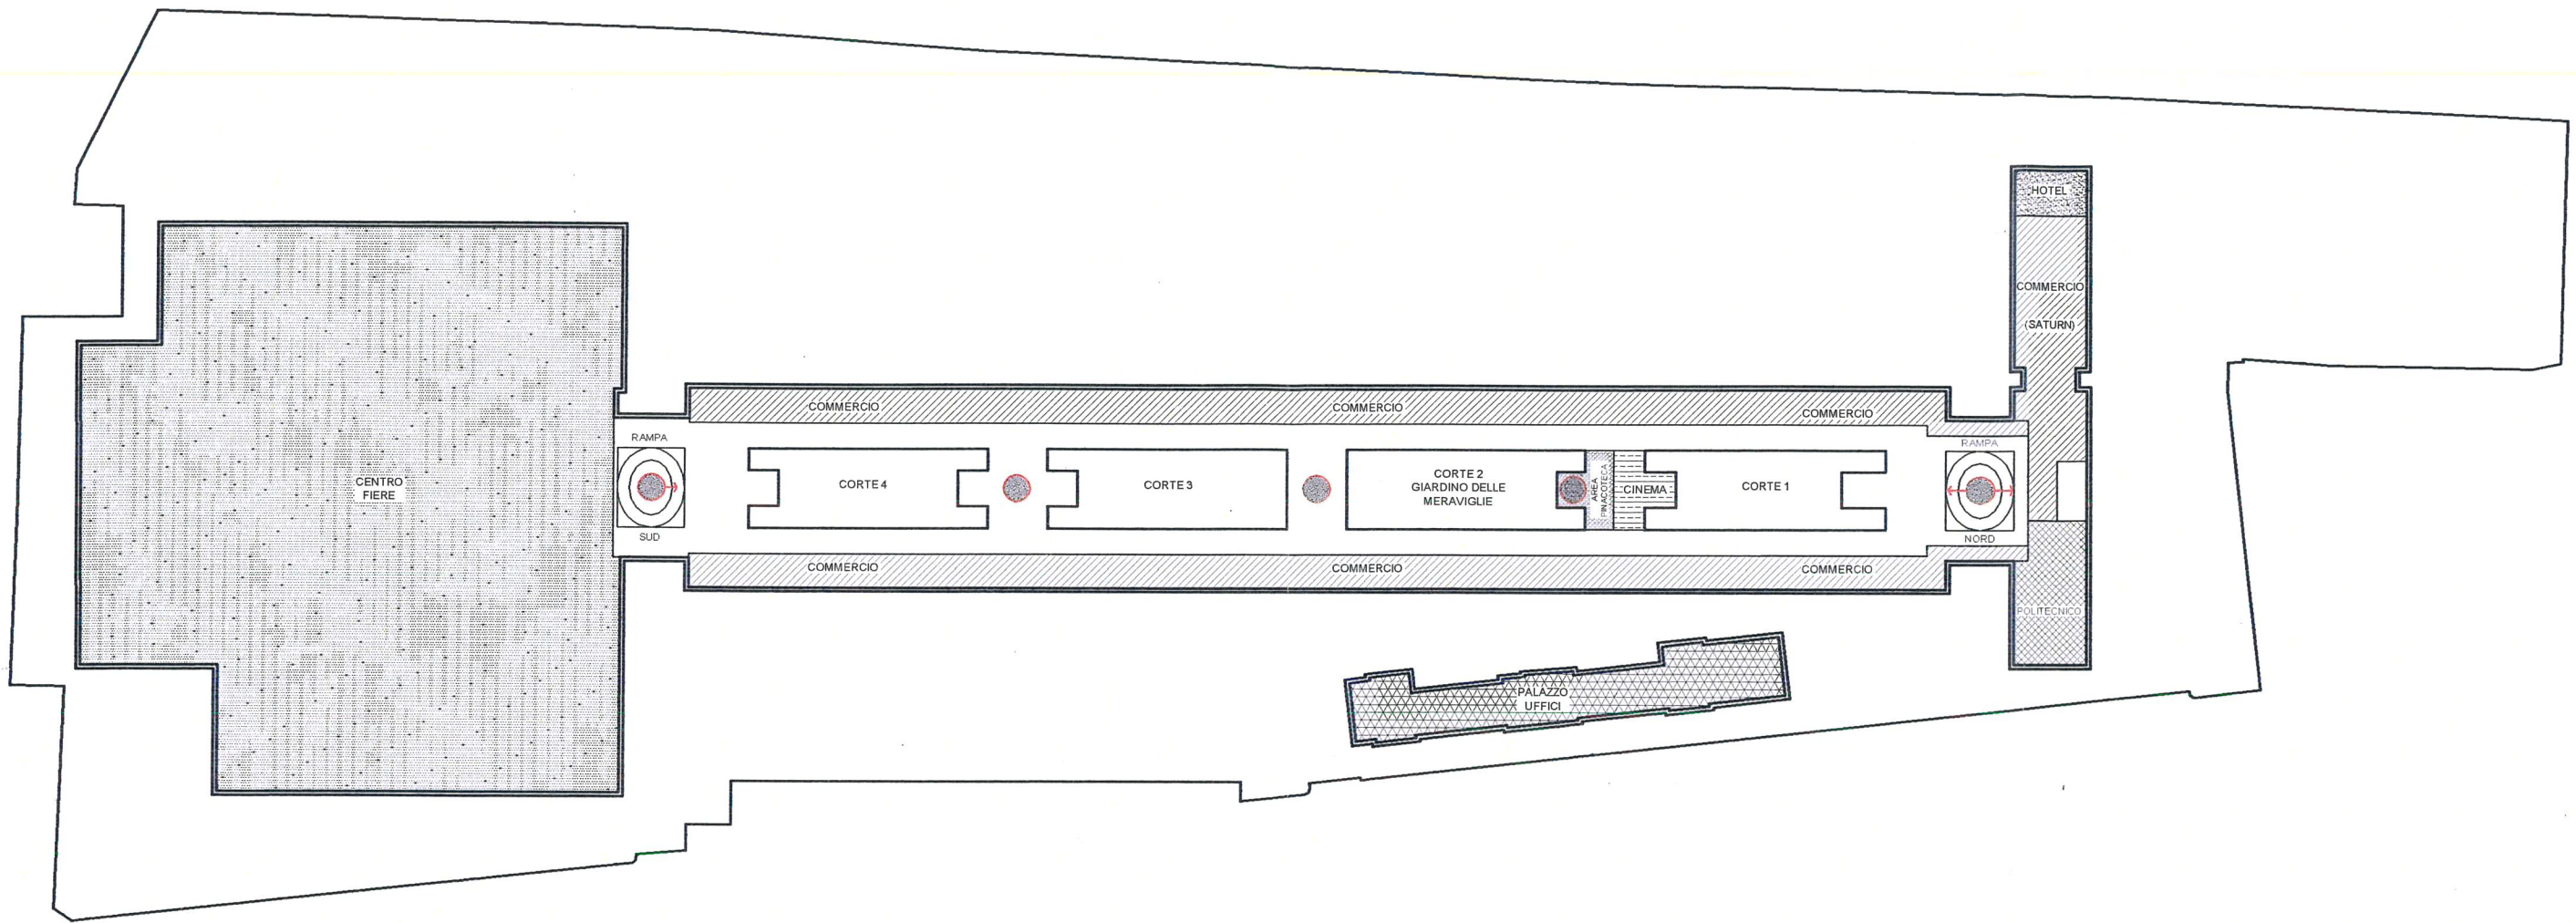 HOTEL
COMMERCIO
(SATURN)
COMMERCIO
COMMERCIO
COMMERCIO
RAMPA
RAMPA
CENTRO
FIERE
CORTE 4
CORTE 3
CORTE 2
GIARDINO DELLE
MERAVIGLIE
AREA
PINACOTECA
CINEMA
CORTE 1
SUD
NORD
COMMERCIO
COMMERCIO
COMMERCIO
POLITECNICO
PALAZZO
UFFICI